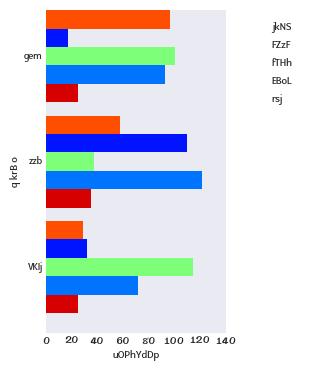 jkNS
FZzF
fTHh
EBoL
rsj
gem
zzb
VKlj
q krB o
0 20 40 60 80 100 120 140
uOPhYdDp